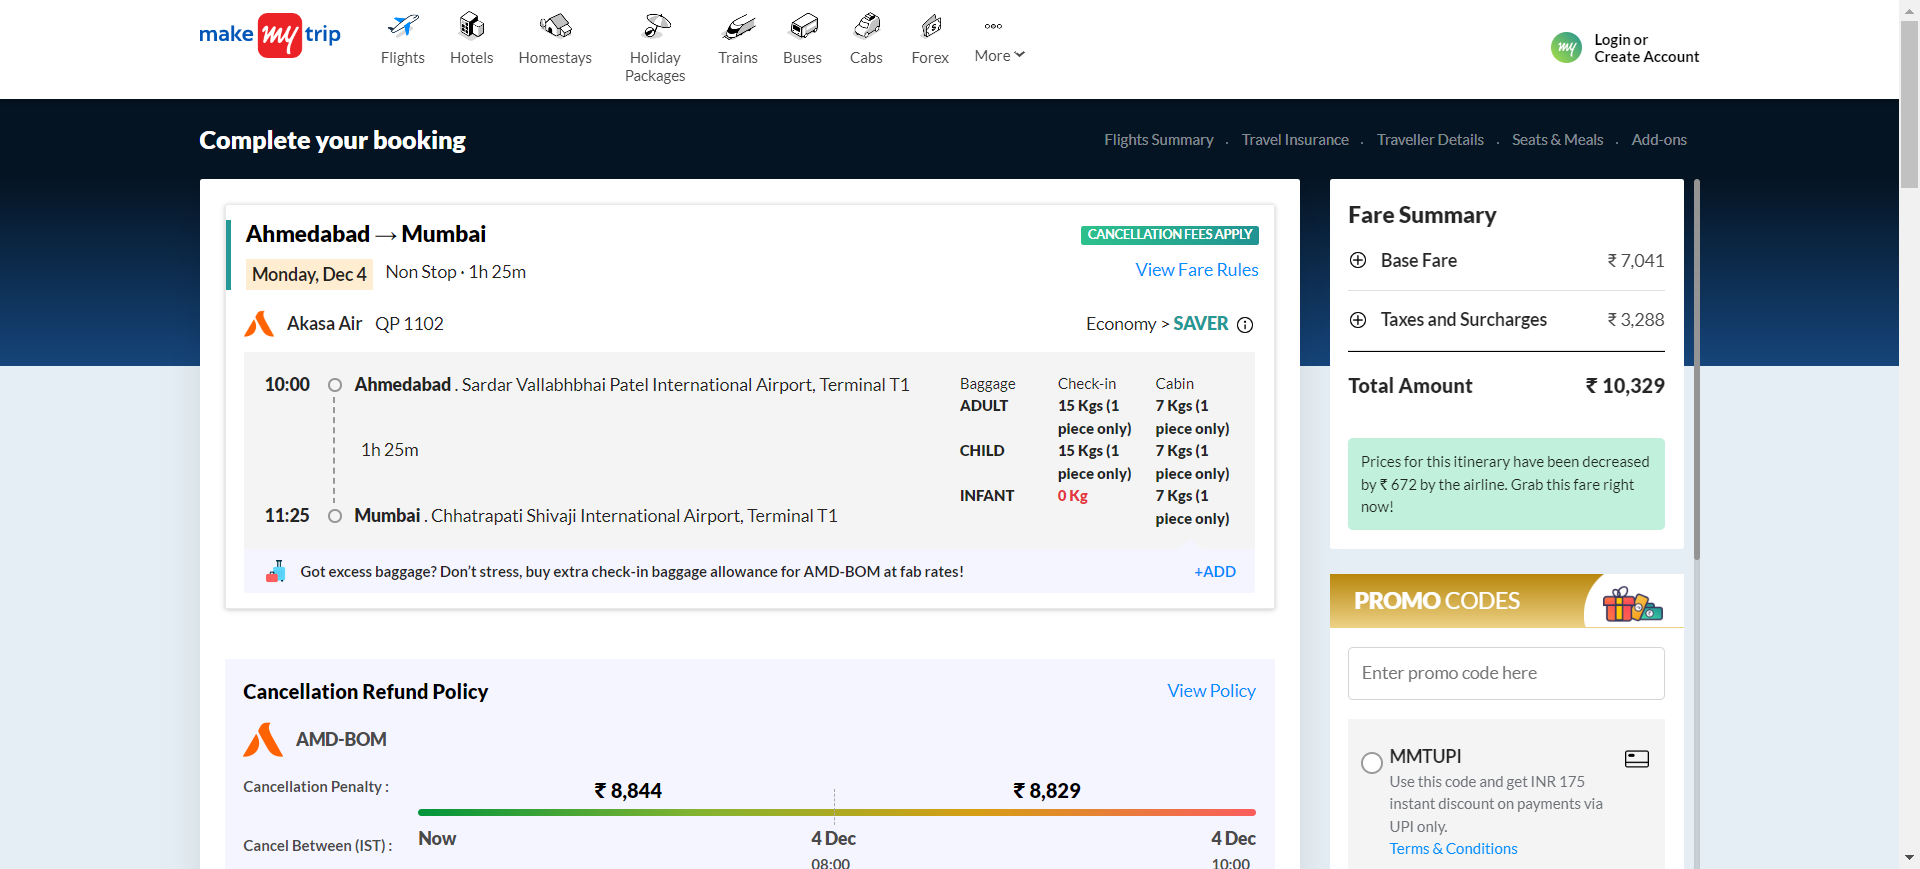 make my trip
Flights
Hotels
Homestays
Holiday
Packages
Trains
Buses
Cabs
Forex
More
my
Login or
Create Account
Complete your booking
Flights Summary . Travel Insurance . Traveller Details . Seats & Meals . Add-ons
Ahmedabad → Mumbai
CANCELLATION FEES APPLY
Monday, Dec 4 Non Stop · 1h 25m
View Fare Rules
Akasa Air QP 1102
Economy > SAVER
10:00 Ahmedabad . Sardar Vallabhbhai Patel International Airport, Terminal T1
1h 25m
11:25 Mumbai . Chhatrapati Shivaji International Airport, Terminal T1
Baggage Check-in Cabin
ADULT 15 Kgs (1 7 Kgs (1
piece only) piece only)
CHILD 15 Kgs (1 7 Kgs (1
piece only) piece only)
INFANT 0 Kg 7 Kgs (1
piece only)
Got excess baggage? Don't stress, buy extra check-in baggage allowance for AMD-BOM at fab rates!
+ADD
Cancellation Refund Policy
View Policy
AMD-BOM
Cancellation Penalty :
₹ 8,844 ₹ 8,829
Cancel Between (IST) :
Now 4 Dec 4 Dec
08:00 10:00
Fare Summary
Base Fare ₹ 7,041
Taxes and Surcharges ₹ 3,288
Total Amount ₹ 10,329
Prices for this itinerary have been decreased
by ₹ 672 by the airline. Grab this fare right
now!
PROMO CODES
Enter promo code here
MMTUPI
Use this code and get INR 175
instant discount on payments via
UPI only.
Terms & Conditions